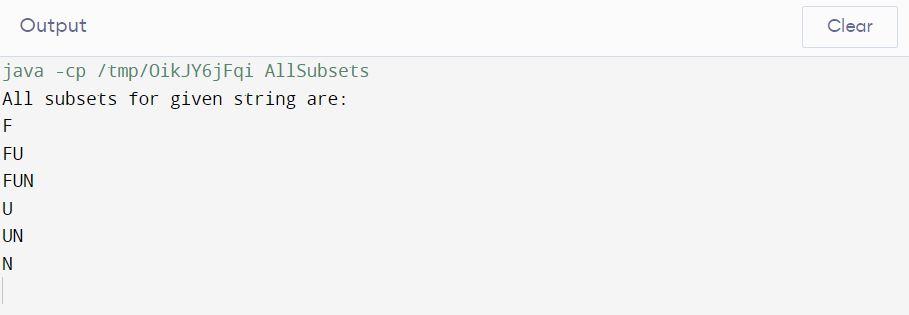 Output
Clear
java -cp /tmp/OikJY6jFqi AllSubsets
All subsets for given string are:
F
FU
FUN
U
UN
N